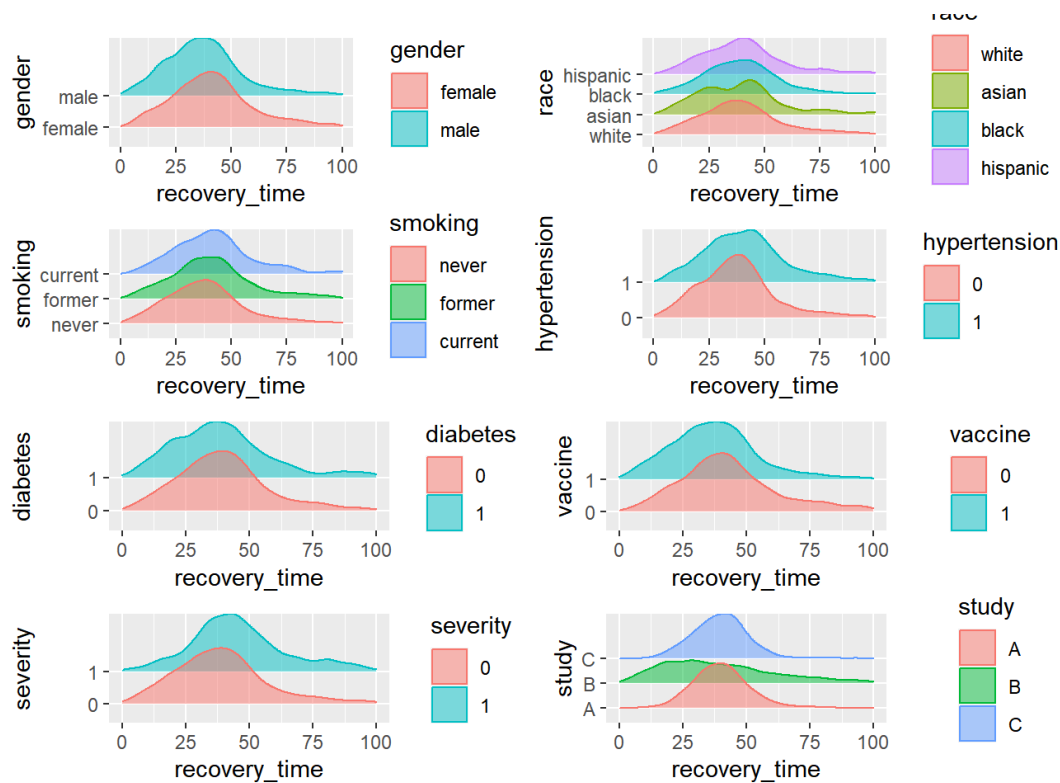 gender
male
female
0 25 50 75 100
recovery_time
gender
female
male
race
hispanic
black
asian
white
0 25 50 75 100
recovery_time
race
white
asian
black
hispanic
smoking
current
former
never
0 25 50 75 100
recovery_time
smoking
never
former
current
hypertension
1
0
0 25 50 75 100
recovery_time
hypertension
0
1
diabetes
1
0
0 25 50 75 100
recovery_time
diabetes
0
1
vaccine
1
0
0 25 50 75 100
recovery_time
vaccine
0
1
severity
1
0
0 25 50 75 100
recovery_time
severity
0
1
study
C
B
A
0 25 50 75 100
recovery_time
study
A
B
C